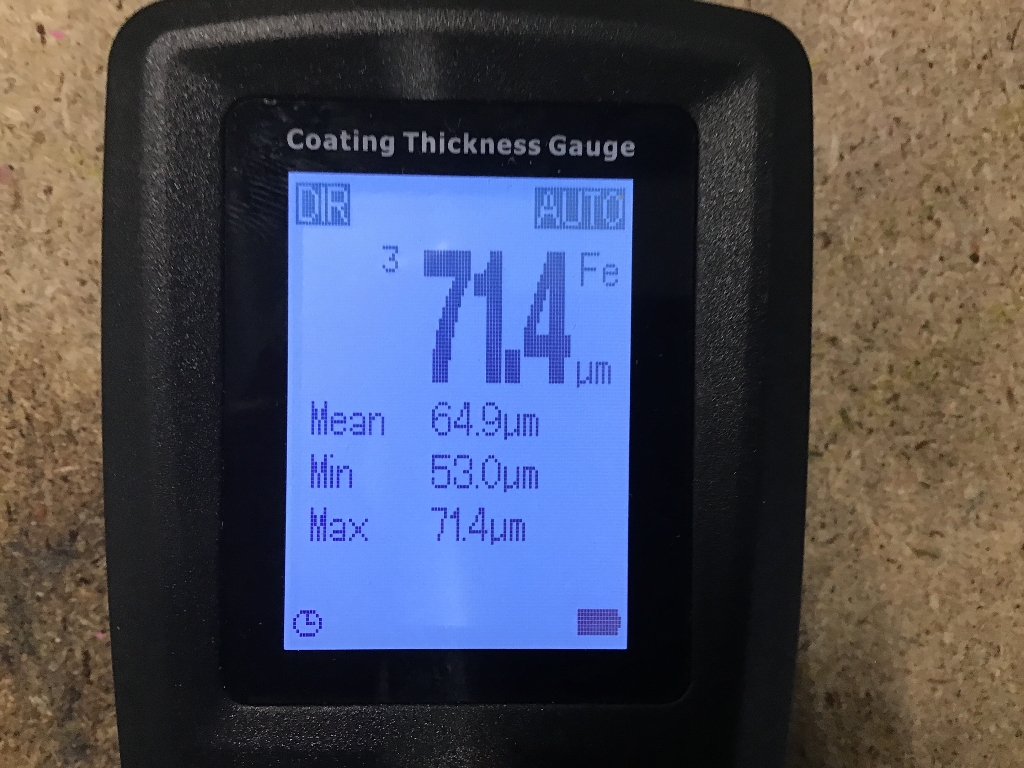 Coating Thickness Gauge
DIR AUTO
3 71.4 Fe
µm
Mean 64.9µm
Min 53.0µm
Max 71.4µm